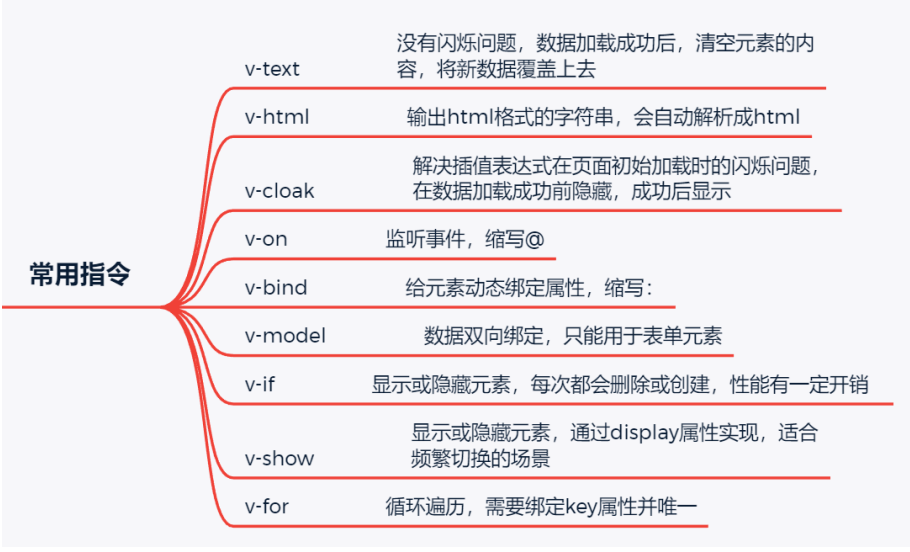 常用指令
v-text
没有闪烁问题，数据加载成功后，清空元素的内
容，将新数据覆盖上去
v-html
输出html格式的字符串，会自动解析成html
v-cloak
解决插值表达式在页面初始加载时的闪烁问题，
在数据加载成功前隐藏，成功后显示
v-on
监听事件，缩写@
v-bind
给元素动态绑定属性，缩写：
v-model
数据双向绑定，只能用于表单元素
v-if
显示或隐藏元素，每次都会删除或创建，性能有一定开销
v-show
显示或隐藏元素，通过display属性实现，适合
频繁切换的场景
v-for
循环遍历，需要绑定key属性并唯一